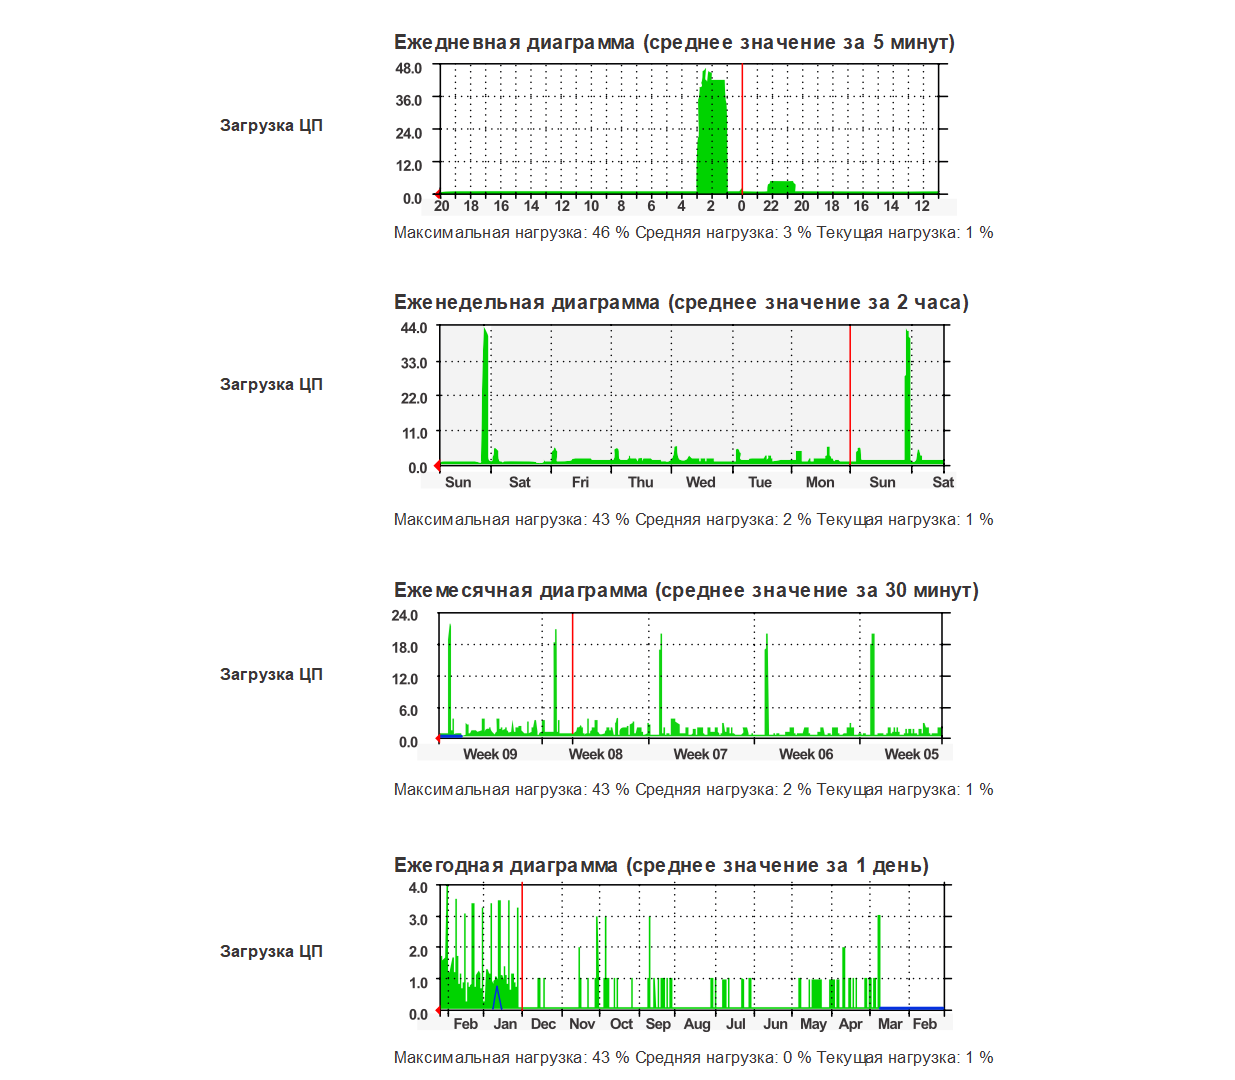 Ежедневная диаграмма (среднее значение за 5 минут)
48.0
36.0
Загрузка ЦП
24.0
12.0
0.0
20 18 16 14 12 10 8 6 4 2 0 22 20 18 16 14 12
Максимальная нагрузка: 46 % Средняя нагрузка: 3 % Текущая нагрузка: 1 %
Еженедельная диаграмма (среднее значение за 2 часа)
44.0
33.0
Загрузка ЦП
22.0
11.0
0.0
Sun Sat Fri Thu Wed Tue Mon Sun Sat
Максимальная нагрузка: 43 % Средняя нагрузка: 2 % Текущая нагрузка: 1 %
Ежемесячная диаграмма (среднее значение за 30 минут)
24.0
18.0
Загрузка ЦП
12.0
6.0
0.0
Week 09 Week 08 Week 07 Week 06 Week 05
Максимальная нагрузка: 43 % Средняя нагрузка: 2 % Текущая нагрузка: 1 %
Ежегодная диаграмма (среднее значение за 1 день)
4.0
3.0
Загрузка ЦП
2.0
1.0
0.0
Feb Jan Dec Nov Oct Sep Aug Jul Jun May Apr Mar Feb
Максимальная нагрузка: 43 % Средняя нагрузка: 0 % Текущая нагрузка: 1 %